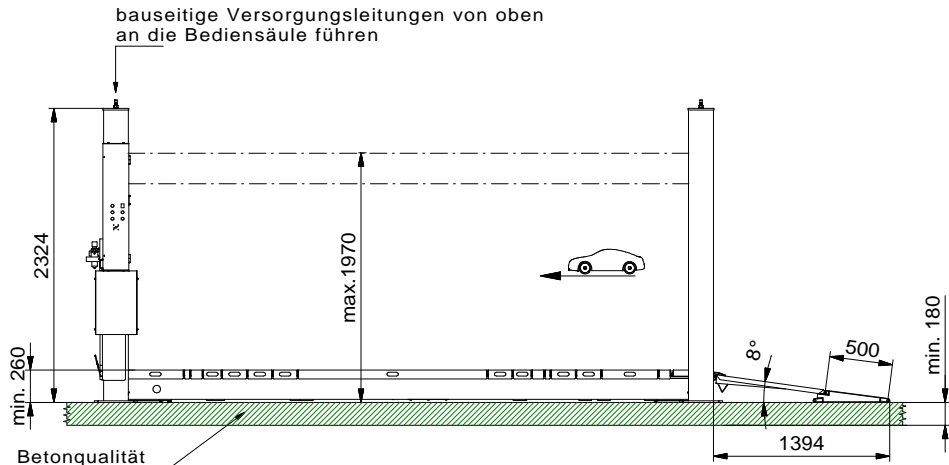 bauseitige Versorgungsleitungen von oben
an die Bediensäule führen
2324
max.1970
min. 260
8°
500
min. 180
1394
Betonqualität